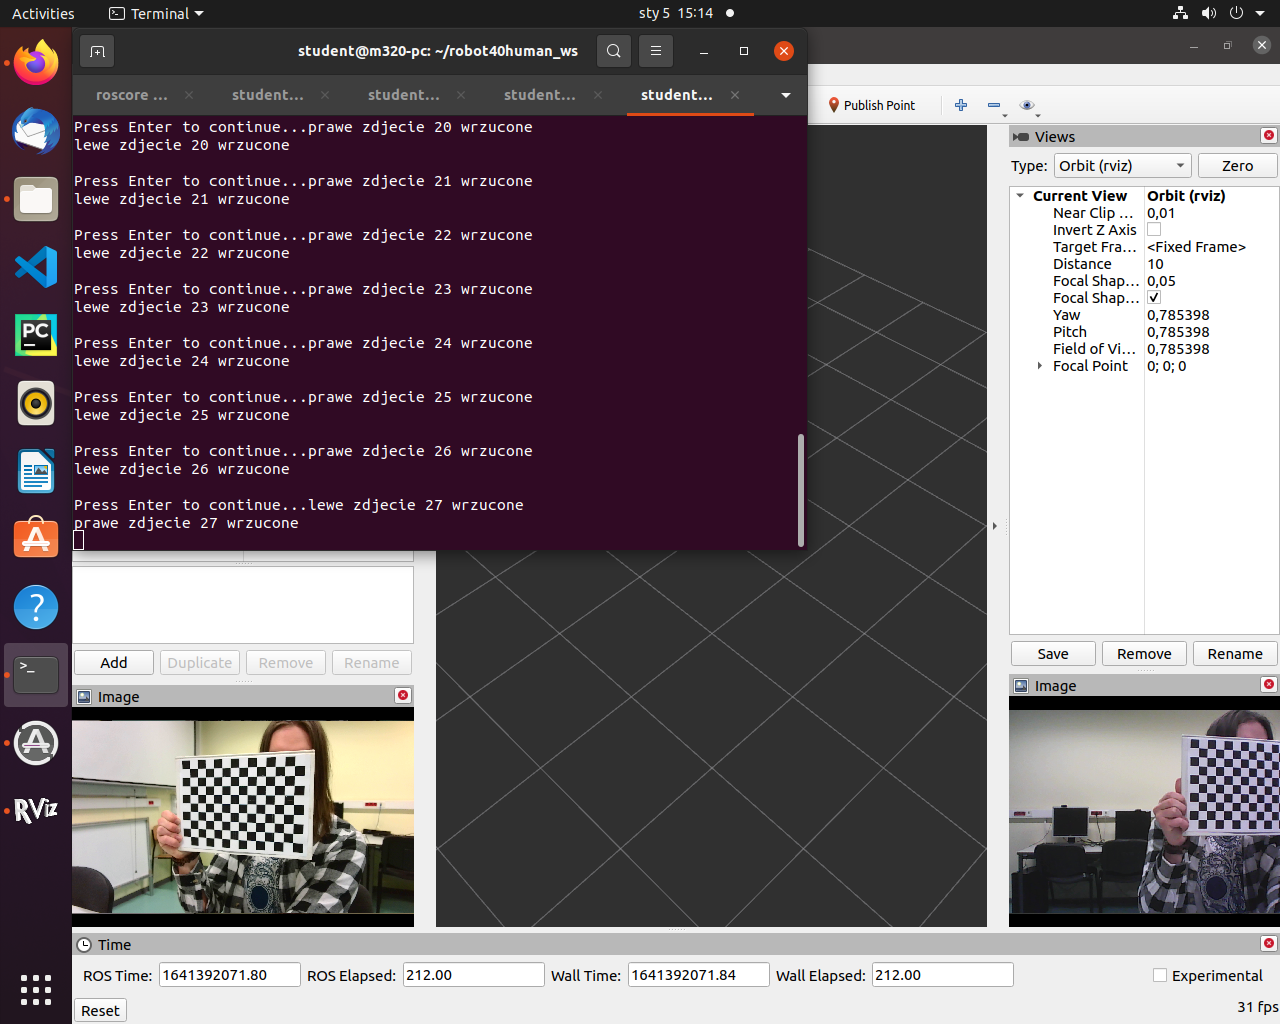 Activities
Terminal
sty 5 15:14
student@m320-pc: ~/robot40human_ws
roscore ...
student...
student...
student...
student...
Publish Point
Press Enter to continue...prawe zdjecie 20 wrzucone
lewe zdjecie 20 wrzucone
Press Enter to continue...prawe zdjecie 21 wrzucone
lewe zdjecie 21 wrzucone
Press Enter to continue...prawe zdjecie 22 wrzucone
lewe zdjecie 22 wrzucone
Press Enter to continue...prawe zdjecie 23 wrzucone
lewe zdjecie 23 wrzucone
Press Enter to continue...prawe zdjecie 24 wrzucone
lewe zdjecie 24 wrzucone
Press Enter to continue...prawe zdjecie 25 wrzucone
lewe zdjecie 25 wrzucone
Press Enter to continue...prawe zdjecie 26 wrzucone
lewe zdjecie 26 wrzucone
Press Enter to continue...lewe zdjecie 27 wrzucone
prawe zdjecie 27 wrzucone
Views
Type: Orbit (rviz) Zero
Current View Orbit (rviz)
Near Clip ... 0,01
Invert Z Axis
Target Fra... <Fixed Frame>
Distance 10
Focal Shap... 0,05
Focal Shap...
Yaw 0,785398
Pitch 0,785398
Field of Vi... 0,785398
Focal Point 0; 0; 0
Save Remove Rename
PC
>_
RViz
Add Duplicate Remove Rename
Image
Image
Time
ROS Time: 1641392071.80 ROS Elapsed: 212.00 Wall Time: 1641392071.84 Wall Elapsed: 212.00 Experimental
Reset
31 fps